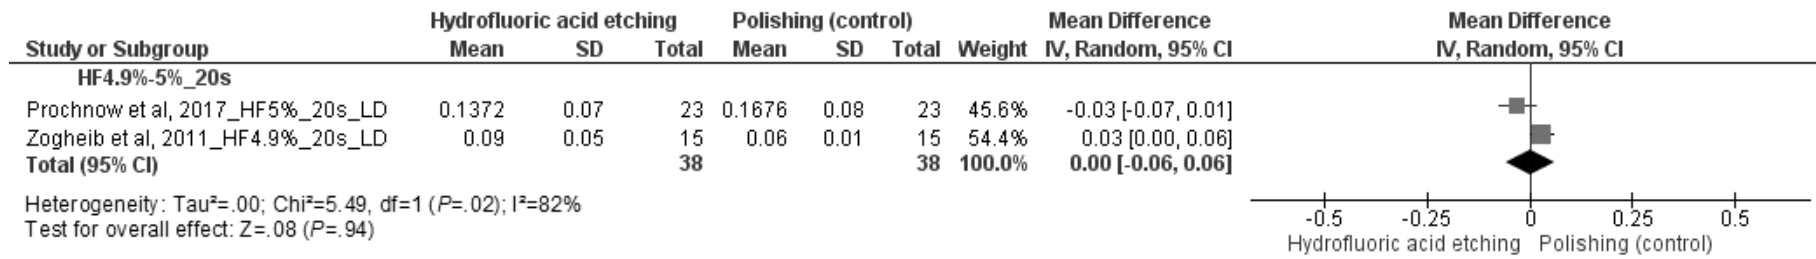 Hydrofluoric acid etching Polishing (control) Mean Difference Mean Difference
Study or Subgroup Mean SD Total Mean SD Total Weight IV, Random, 95% CI IV, Random, 95% CI
HF4.9%-5%_20s
Prochnow et al, 2017_HF5%_20s_LD 0.1372 0.07 23 0.1676 0.08 23 45.6% -0.03 [-0.07, 0.01]
Zogheib et al, 2011_HF4.9%_20s_LD 0.09 0.05 15 0.06 0.01 15 54.4% 0.03 [0.00, 0.06]
Total (95% CI) 38 38 100.0% 0.00 [-0.06, 0.06]
Heterogeneity: Tau²=.00; Chi²=5.49, df=1 (P=.02); I²=82%
Test for overall effect: Z=.08 (P=.94)
-0.5 -0.25 0 0.25 0.5
Hydrofluoric acid etching Polishing (control)